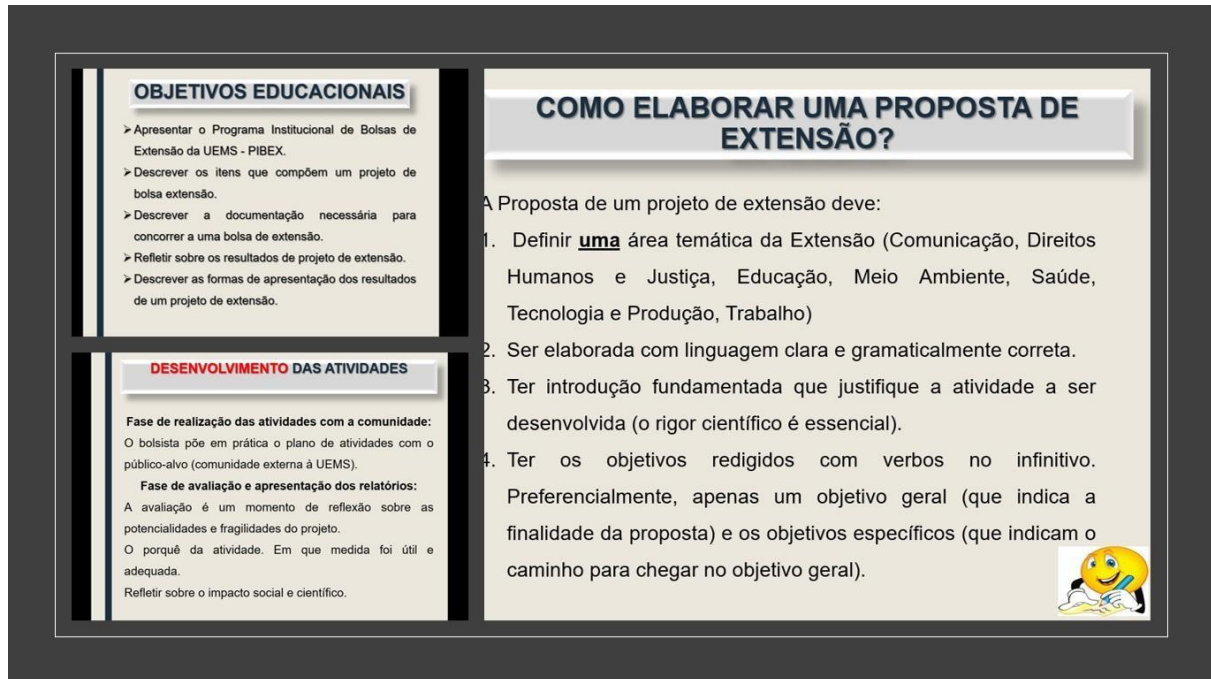 OBJETIVOS EDUCACIONAIS
➢Apresentar o Programa Institucional de Bolsas de
Extensão da UEMS - PIBEX.
➢Descrever os itens que compõem um projeto de
bolsa extensão.
➢Descrever a documentação necessária para
concorrer a uma bolsa de extensão.
➢Refletir sobre os resultados de projeto de extensão.
➢Descrever as formas de apresentação dos resultados
de um projeto de extensão.
DESENVOLVIMENTO DAS ATIVIDADES
Fase de realização das atividades com a comunidade:
O bolsista põe em prática o plano de atividades com o
público-alvo (comunidade externa à UEMS).
Fase de avaliação e apresentação dos relatórios:
A avaliação é um momento de reflexão sobre as
potencialidades e fragilidades do projeto.
O porquê da atividade. Em que medida foi útil e
adequada.
Refletir sobre o impacto social e científico.
COMO ELABORAR UMA PROPOSTA DE
EXTENSÃO?
A Proposta de um projeto de extensão deve:
1. Definir uma área temática da Extensão (Comunicação, Direitos
Humanos e Justiça, Educação, Meio Ambiente, Saúde,
Tecnologia e Produção, Trabalho)
2. Ser elaborada com linguagem clara e gramaticalmente correta.
3. Ter introdução fundamentada que justifique a atividade a ser
desenvolvida (o rigor científico é essencial).
4. Ter os objetivos redigidos com verbos no infinitivo.
Preferencialmente, apenas um objetivo geral (que indica a
finalidade da proposta) e os objetivos específicos (que indicam o
caminho para chegar no objetivo geral).